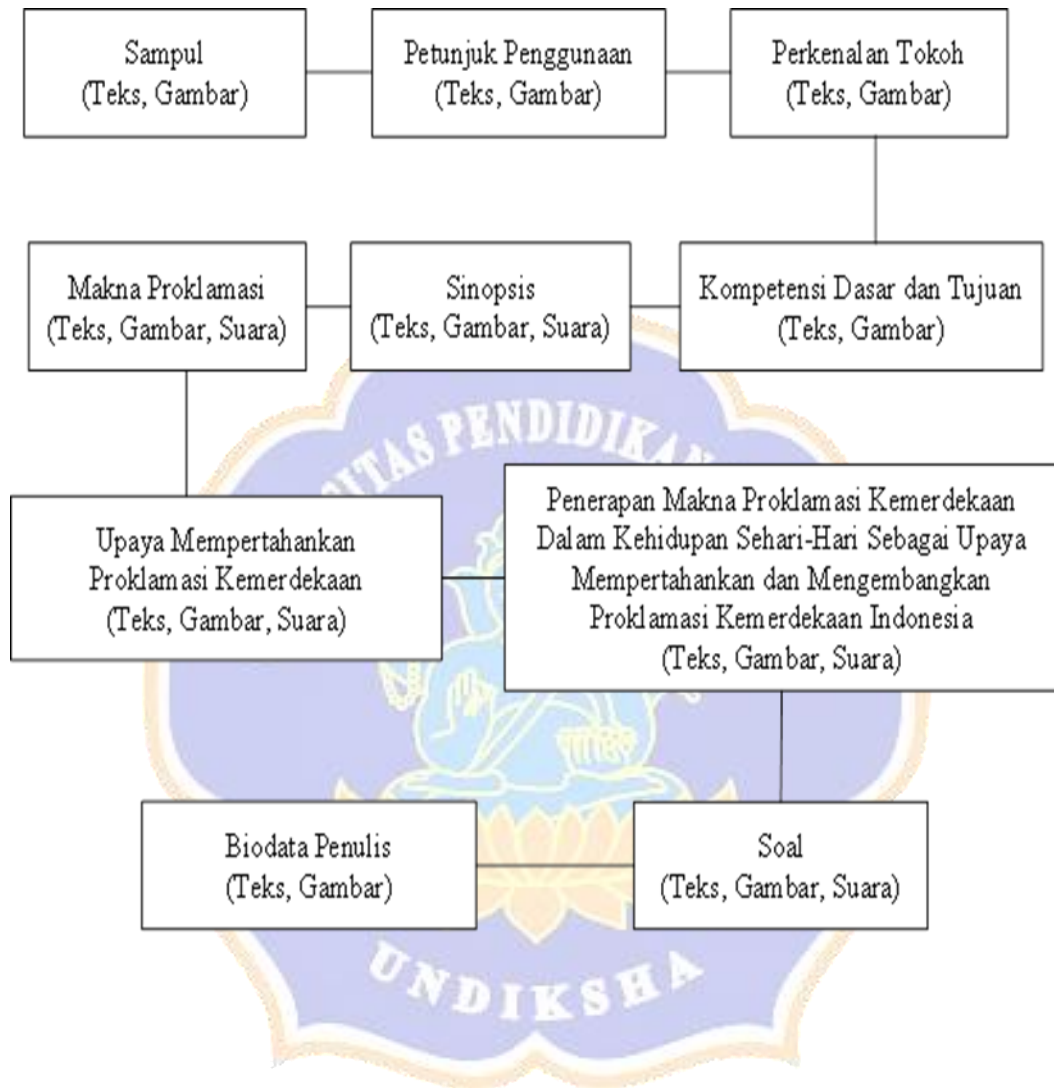 Sampul
(Teks, Gambar)
Petunjuk Penggunaan
(Teks, Gambar)
Perkenalan Tokoh
(Teks, Gambar)
Kompetensi Dasar dan Tujuan
(Teks, Gambar)
Sinopsis
(Teks, Gambar, Suara)
Makna Proklamasi
(Teks, Gambar, Suara)
Upaya Mempertahankan
Proklamasi Kemerdekaan
(Teks, Gambar, Suara)
Penerapan Makna Proklamasi Kemerdekaan
Dalam Kehidupan Sehari-Hari Sebagai Upaya
Mempertahankan dan Mengembangkan
Proklamasi Kemerdekaan Indonesia
(Teks, Gambar, Suara)
Soal
(Teks, Gambar, Suara)
Biodata Penulis
(Teks, Gambar)
PENDIDIKAN
UNDIKSHA